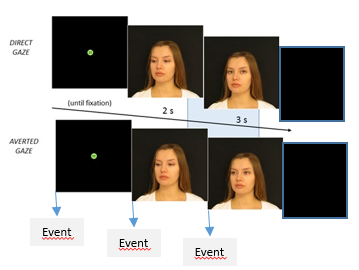 DIRECT
GAZE
(until fixation)
2 s
3 s
AVERTED
GAZE
Event
Event
Event